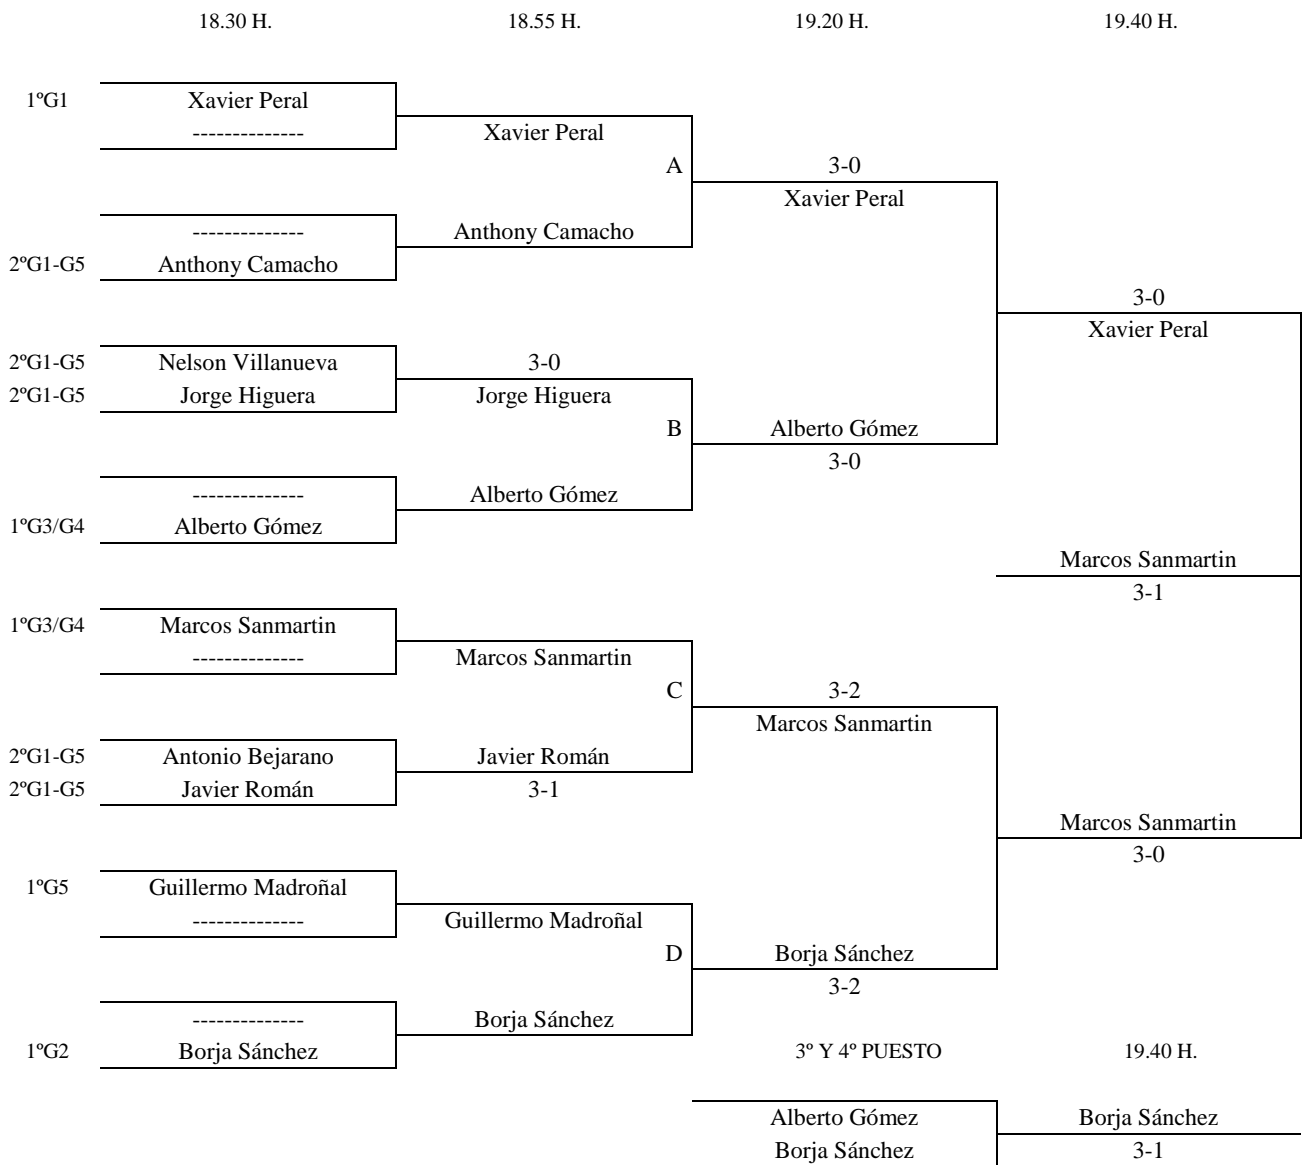 18.30 H. 18.55 H. 19.20 H. 19.40 H.
1ºG1 Xavier Peral
--------------
Xavier Peral
A 3-0
Xavier Peral
--------------
Anthony Camacho
2ºG1-G5 Anthony Camacho
3-0
Xavier Peral
2ºG1-G5 Nelson Villanueva 3-0
2ºG1-G5 Jorge Higuera Jorge Higuera
B Alberto Gómez
3-0
--------------
Alberto Gómez
1ºG3/G4 Alberto Gómez
Marcos Sanmartin
3-1
1ºG3/G4 Marcos Sanmartin
--------------
Marcos Sanmartin
C 3-2
Marcos Sanmartin
2ºG1-G5 Antonio Bejarano Javier Román
2ºG1-G5 Javier Román 3-1
Marcos Sanmartin
3-0
1ºG5 Guillermo Madroñal
--------------
Guillermo Madroñal
D Borja Sánchez
3-2
--------------
Borja Sánchez
1ºG2 Borja Sánchez 3º Y 4º PUESTO 19.40 H.
Alberto Gómez Borja Sánchez
Borja Sánchez 3-1